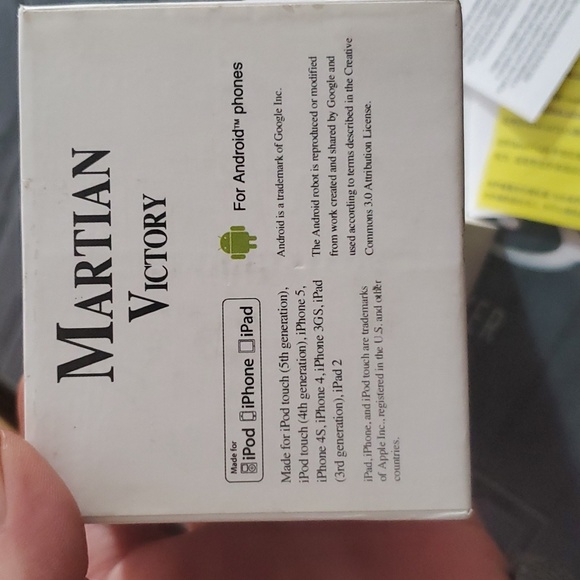 MARTIAN
VICTORY
Made for
iPod iPhone iPad
Made for iPod touch (5th generation),
iPod touch (4th generation), iPhone 5,
iPhone 4S, iPhone 4, iPhone 3GS, iPad
(3rd generation), iPad 2
iPad, iPhone, and iPod touch are trademarks
of Apple Inc., registered in the U.S. and other
countries.
For Android™ phones
Android is a trademark of Google Inc.
The Android robot is reproduced or modified
from work created and shared by Google and
used according to terms described in the Creative
Commons 3.0 Attribution License.